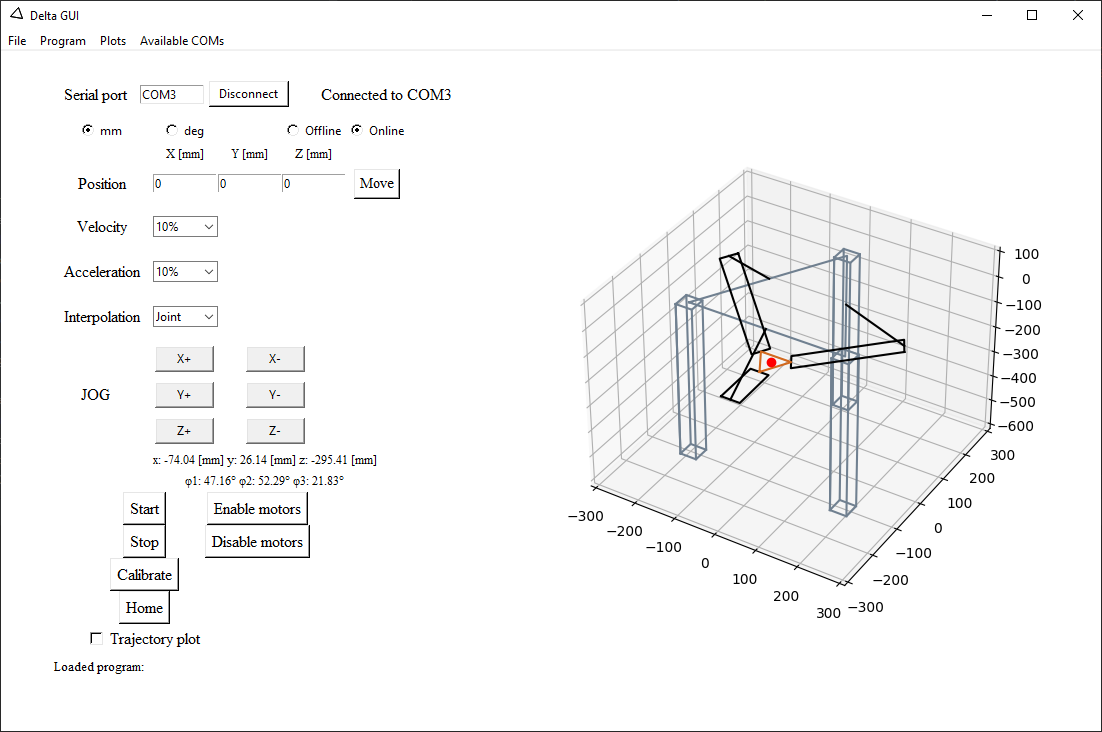 Delta GUI
File Program Plots Available COMs
Serial port COM3 Disconnect Connected to COM3
mm deg Offline Online
X [mm] Y [mm] Z [mm]
Position 0 0 0 Move
Velocity 10%
Acceleration 10%
Interpolation Joint
X+ X-
JOG Y+ Y-
Z+ Z-
x: -74.04 [mm] y: 26.14 [mm] z: -295.41 [mm]
φ1: 47.16° φ2: 52.29° φ3: 21.83°
Start Enable motors
Stop Disable motors
Calibrate
Home
Trajectory plot
Loaded program:
100
0
−100
−200
−300
−400
−500
−600
300
200
100
0
−100
−200
−300
−300
−200
−100
0
100
200
300